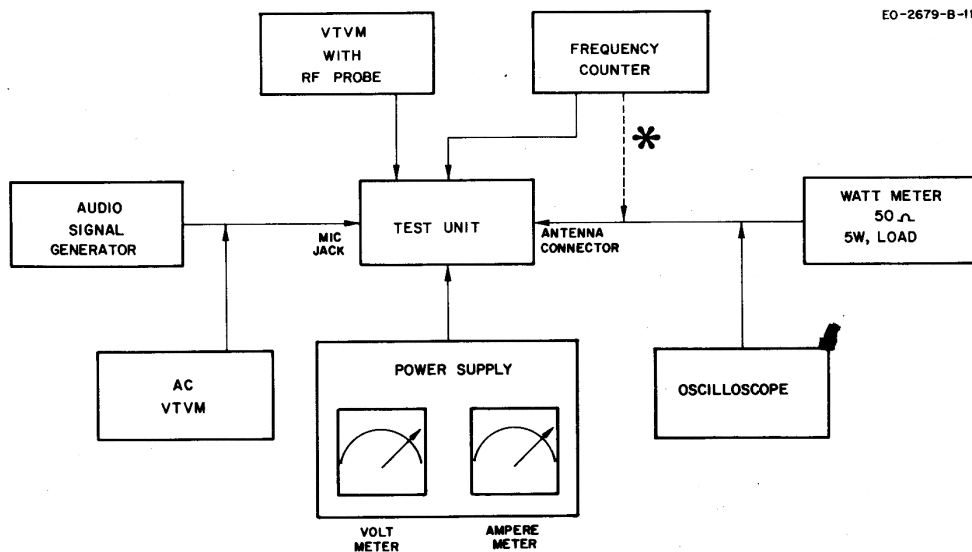 EO-2679-B-11
VTVM
WITH
RF PROBE
FREQUENCY
COUNTER
*
AUDIO
SIGNAL
GENERATOR
MIC
JACK
TEST UNIT
ANTENNA
CONNECTOR
WATT METER
50 Ω
5W, LOAD
AC
VTVM
POWER SUPPLY
OSCILLOSCOPE
VOLT
METER
AMPERE
METER